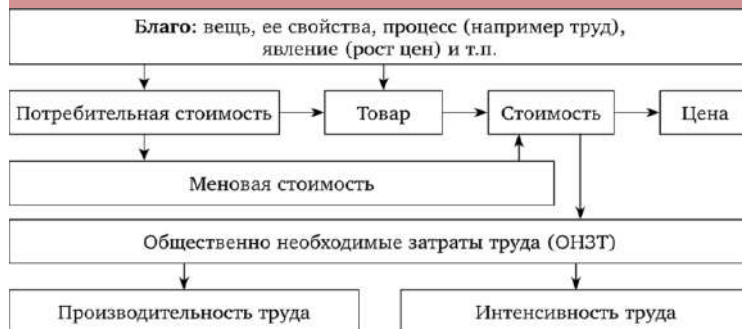 Благо: вещь, ее свойства, процесс (например труд),
явление (рост цен) и т.п.
Потребительная стоимость
Товар
Стоимость
Цена
Меновая стоимость
Общественно необходимые затраты труда (ОНЗТ)
Производительность труда
Интенсивность труда